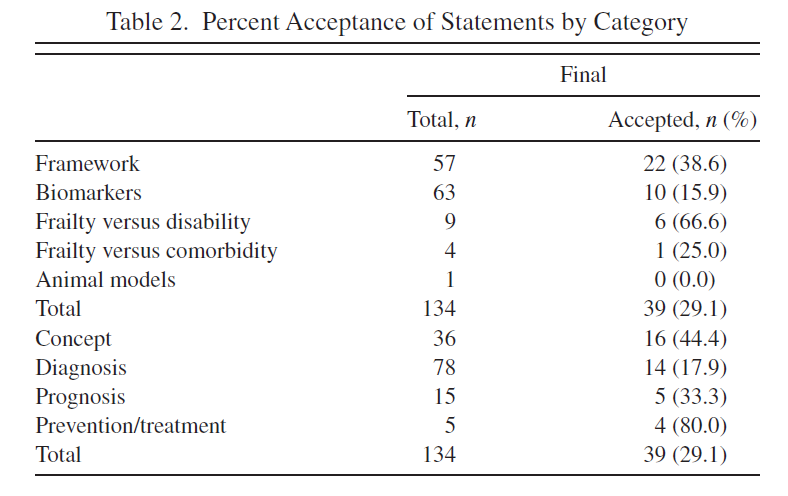 Table 2. Percent Acceptance of Statements by Category
Final
Total, n Accepted, n (%)
Framework 57 22 (38.6)
Biomarkers 63 10 (15.9)
Frailty versus disability 9 6 (66.6)
Frailty versus comorbidity 4 1 (25.0)
Animal models 1 0 (0.0)
Total 134 39 (29.1)
Concept 36 16 (44.4)
Diagnosis 78 14 (17.9)
Prognosis 15 5 (33.3)
Prevention/treatment 5 4 (80.0)
Total 134 39 (29.1)